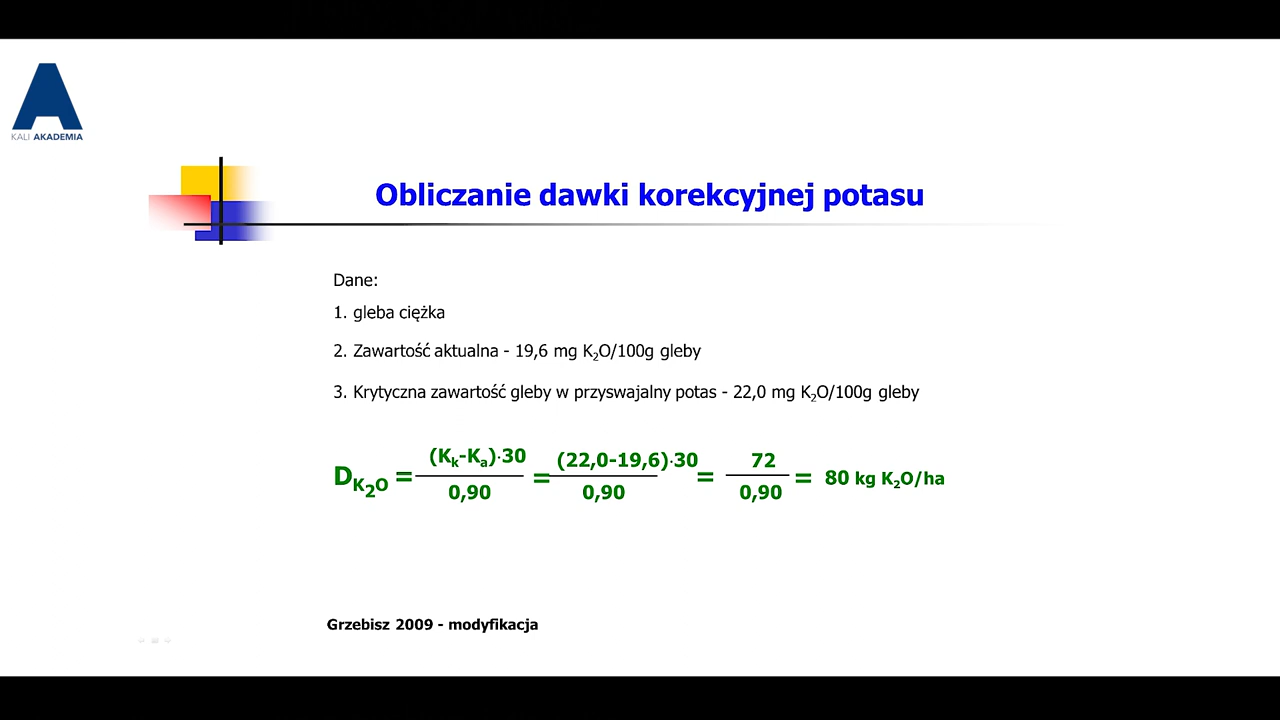 KALI AKADEMIA
Obliczanie dawki korekcyjnej potasu
Dane:
1. gleba ciężka
2. Zawartość aktualna - 19,6 mg K₂O/100g gleby
3. Krytyczna zawartość gleby w przyswajalny potas - 22,0 mg K₂O/100g gleby
D_K₂O = (Kₖ-Kₐ)·30 / 0,90 = (22,0-19,6)·30 / 0,90 = 72 / 0,90 = 80 kg K₂O/ha
Grzebisz 2009 - modyfikacja